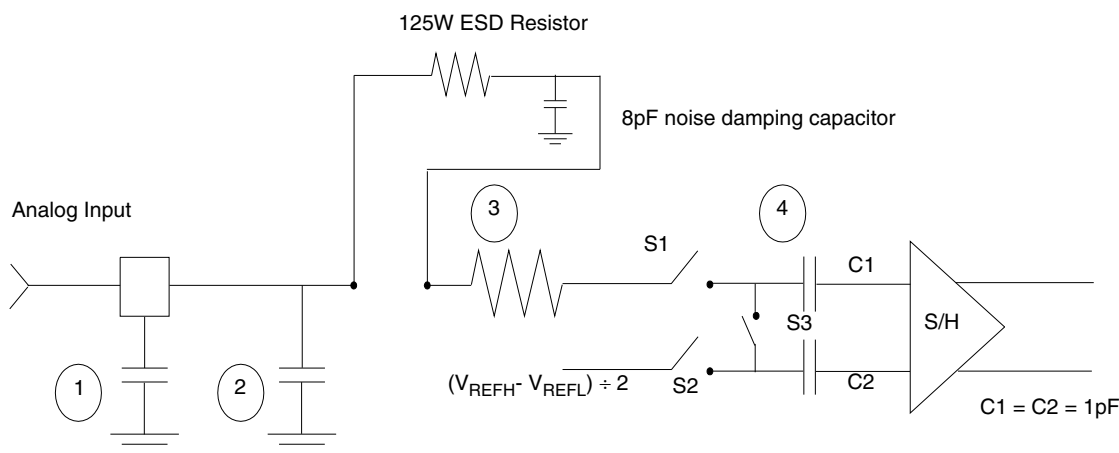 125W ESD Resistor
8pF noise damping capacitor
Analog Input
3
4
S1
C1
S3
S/H
1
2
(VREFH- VREFL) ÷ 2
S2
C2
C1 = C2 = 1pF